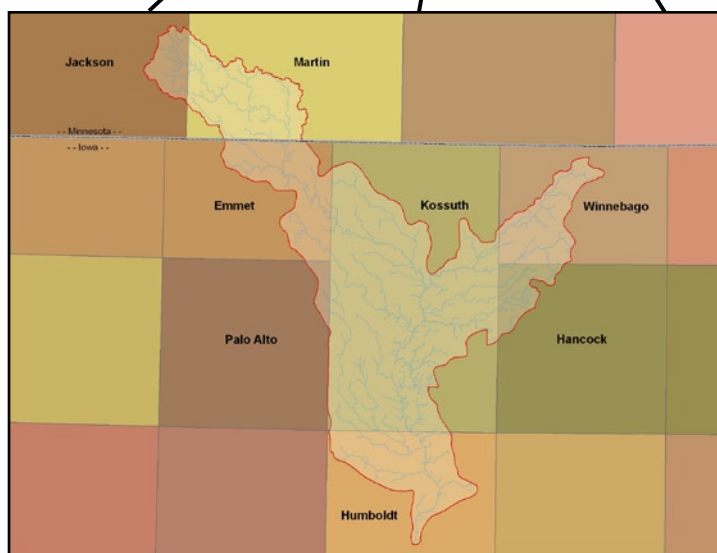 Jackson
Martin
- - Minnesota - -
- - Iowa - -
Emmet
Kossuth
Winnebago
Palo Alto
Hancock
Humboldt